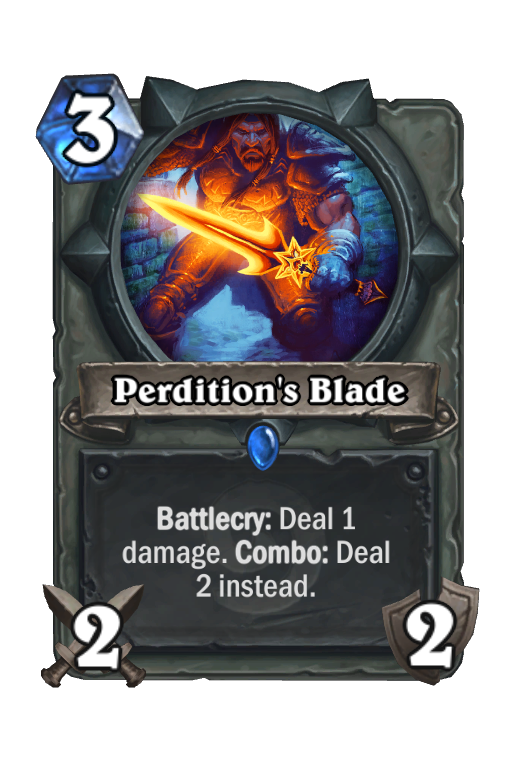 3
Perdition's Blade
Battlecry: Deal 1
damage. Combo: Deal
2 instead.
2
2